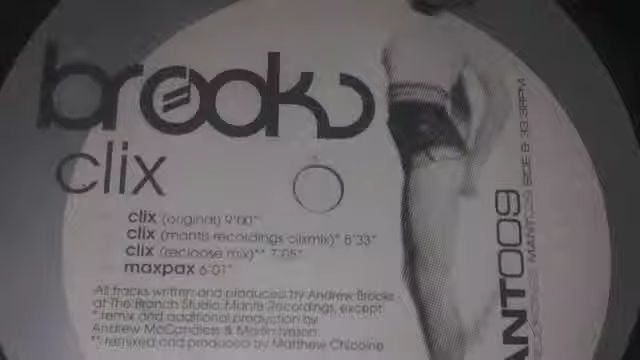 brooks
clix
clix (original) 9'00"
clix (mantis recordings clixmix)* 6'33"
clix (recloose mix)** 7'05"
maxpax 6'01"
All tracks written and produced by Andrew Brooks
at The Branch Studio, Mantis Recordings, except
* remix and additional production by
Andrew McCandless & Martin Iveson
** remixed and produced by Matthew Chicoine
ANT009
SIDE B 33.3RPM